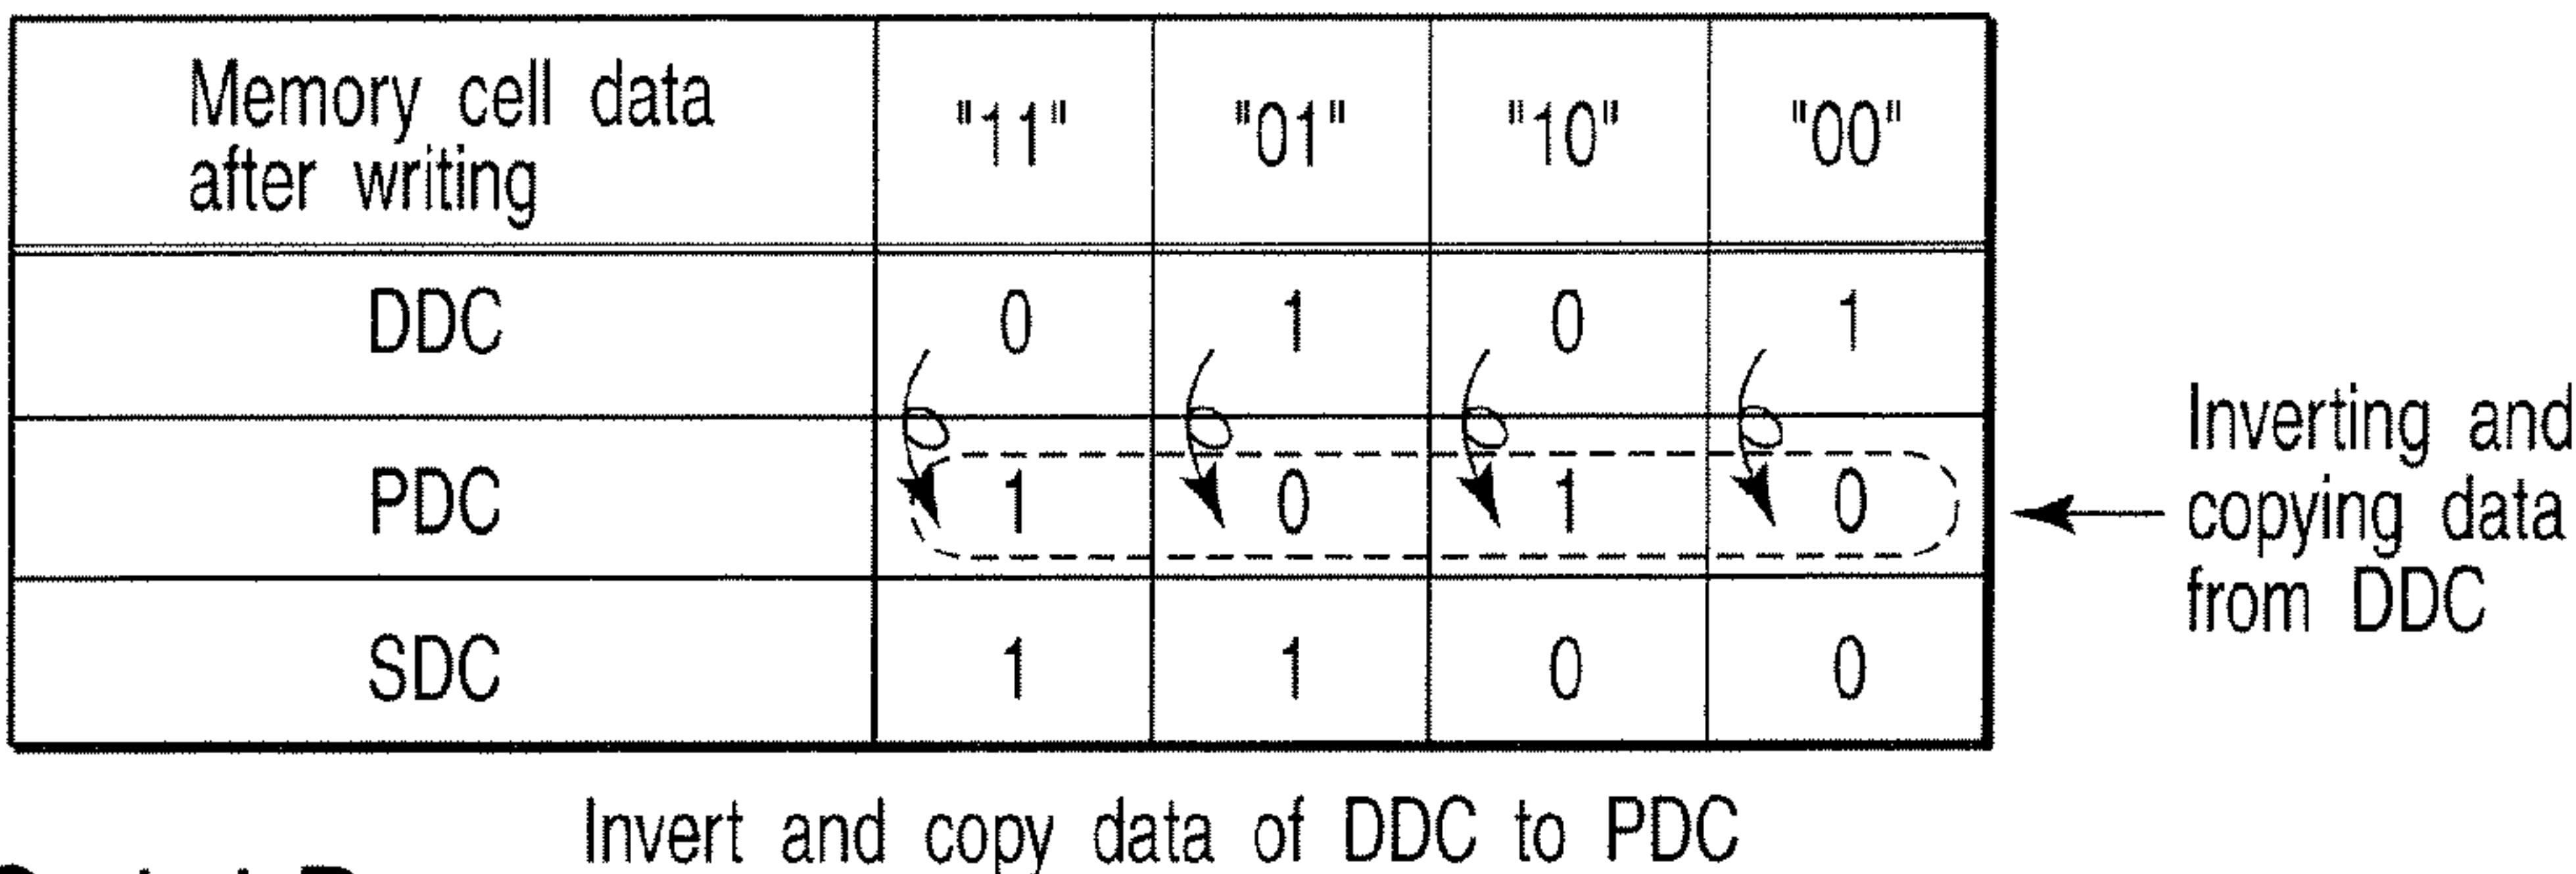 Memory cell data
after writing
"11" "01" "10" "00"
DDC 0 1 0 1
PDC 1 0 1 0
SDC 1 1 0 0
Inverting and
copying data
from DDC
Invert and copy data of DDC to PDC